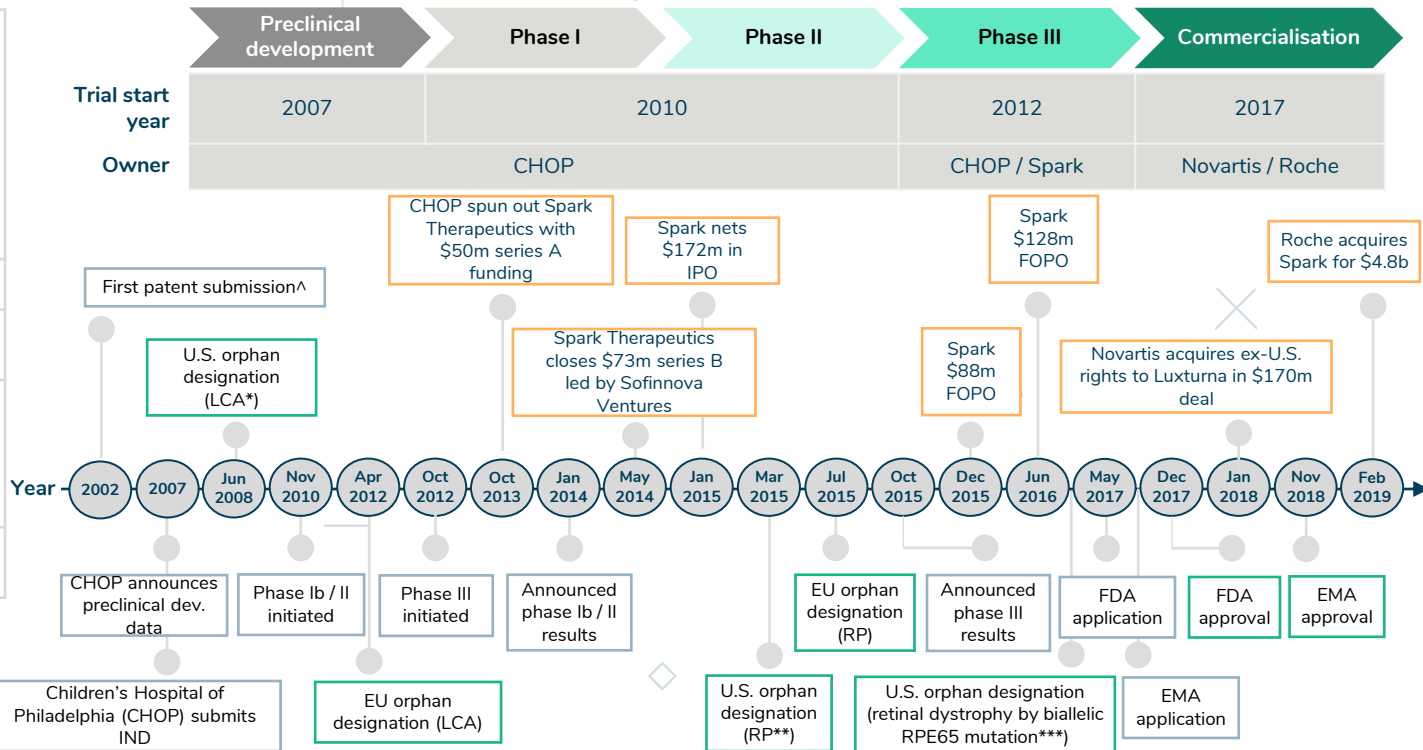 Preclinical
development
Phase I
Phase II
Phase III
Commercialisation
Trial start
year
2007
2010
2012
2017
Owner
CHOP
CHOP / Spark
Novartis / Roche
CHOP spun out Spark
Therapeutics with
$50m series A
funding
Spark nets
$172m in
IPO
Spark
$128m
FOPO
Roche acquires
Spark for $4.8b
First patent submission^
U.S. orphan
designation
(LCA*)
Spark Therapeutics
closes $73m series B
led by Sofinnova
Ventures
Spark
$88m
FOPO
Novartis acquires ex-U.S.
rights to Luxturna in $170m
deal
Year
2002
2007
Jun
2008
Nov
2010
Apr
2012
Oct
2012
Oct
2013
Jan
2014
May
2014
Jan
2015
Mar
2015
Jul
2015
Oct
2015
Dec
2015
Jun
2016
May
2017
Dec
2017
Jan
2018
Nov
2018
Feb
2019
CHOP announces
preclinical dev.
data
Phase Ib / II
initiated
Phase III
initiated
Announced
phase Ib / II
results
EU orphan
designation
(RP)
Announced
phase III
results
FDA
application
FDA
approval
EMA
approval
Children's Hospital of
Philadelphia (CHOP) submits
IND
EU orphan
designation (LCA)
U.S. orphan
designation
(RP**)
U.S. orphan designation
(retinal dystrophy by biallelic
RPE65 mutation***)
EMA
application